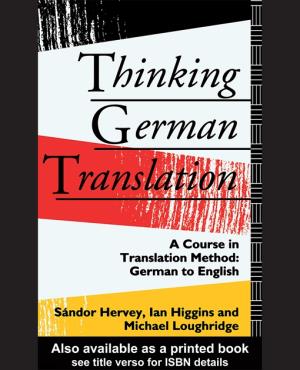 Thinking
German
Translation
A Course in
Translation Method:
German to English
Sándor Hervey, Ian Higgins and
Michael Loughridge
Also available as a printed book
see title verso for ISBN details